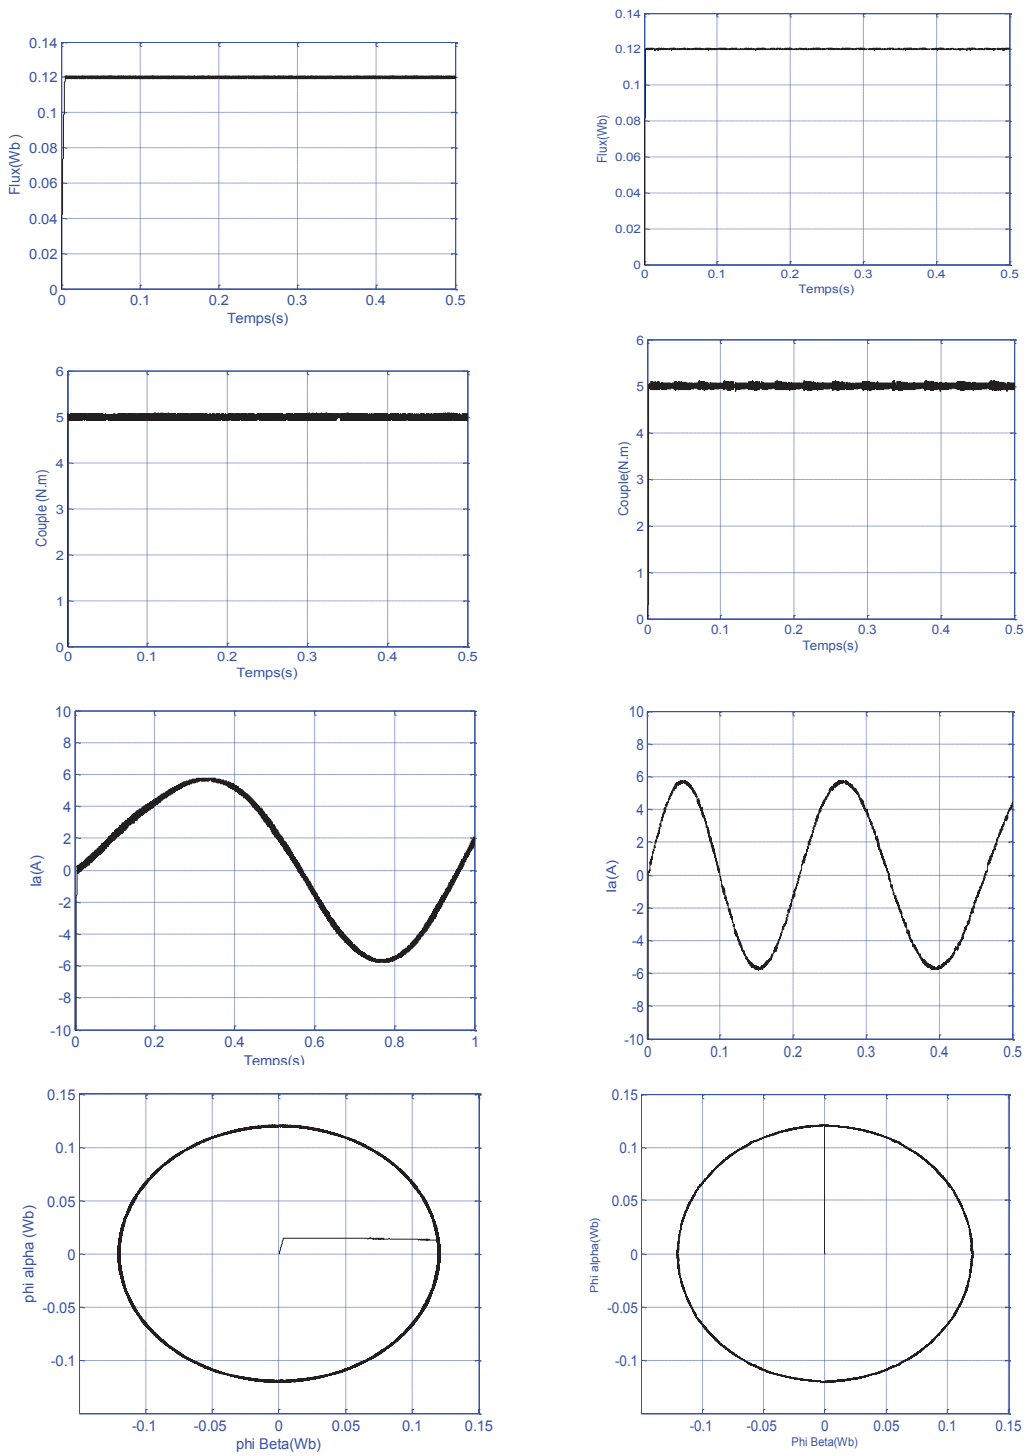 0.14
0.12
0.1
0.08
0.06
0.04
0.02
0
Flux(Wb )
0 0.1 0.2 0.3 0.4 0.5
Temps(s)
0.14
0.12
0.1
0.08
0.06
0.04
0.02
0
Flux(Wb)
0 0.1 0.2 0.3 0.4 0.5
Temps(s)
6
5
4
3
2
1
0
Couple (N.m)
0 0.1 0.2 0.3 0.4 0.5
Temps(s)
6
5
4
3
2
1
0
Couple(N.m)
0 0.1 0.2 0.3 0.4 0.5
Temps(s)
10
8
6
4
2
0
-2
-4
-6
-8
-10
Ia(A)
0 0.2 0.4 0.6 0.8 1
Temps(s)
10
8
6
4
2
0
-2
-4
-6
-8
-10
Ia(A)
0 0.1 0.2 0.3 0.4 0.5
0.15
0.1
0.05
0
-0.05
-0.1
phi alpha (Wb)
-0.1 -0.05 0 0.05 0.1 0.15
phi Beta(Wb)
0.15
0.1
0.05
0
-0.05
-0.1
Phi alpha(Wb)
-0.1 -0.05 0 0.05 0.1 0.15
Phi Beta(Wb)